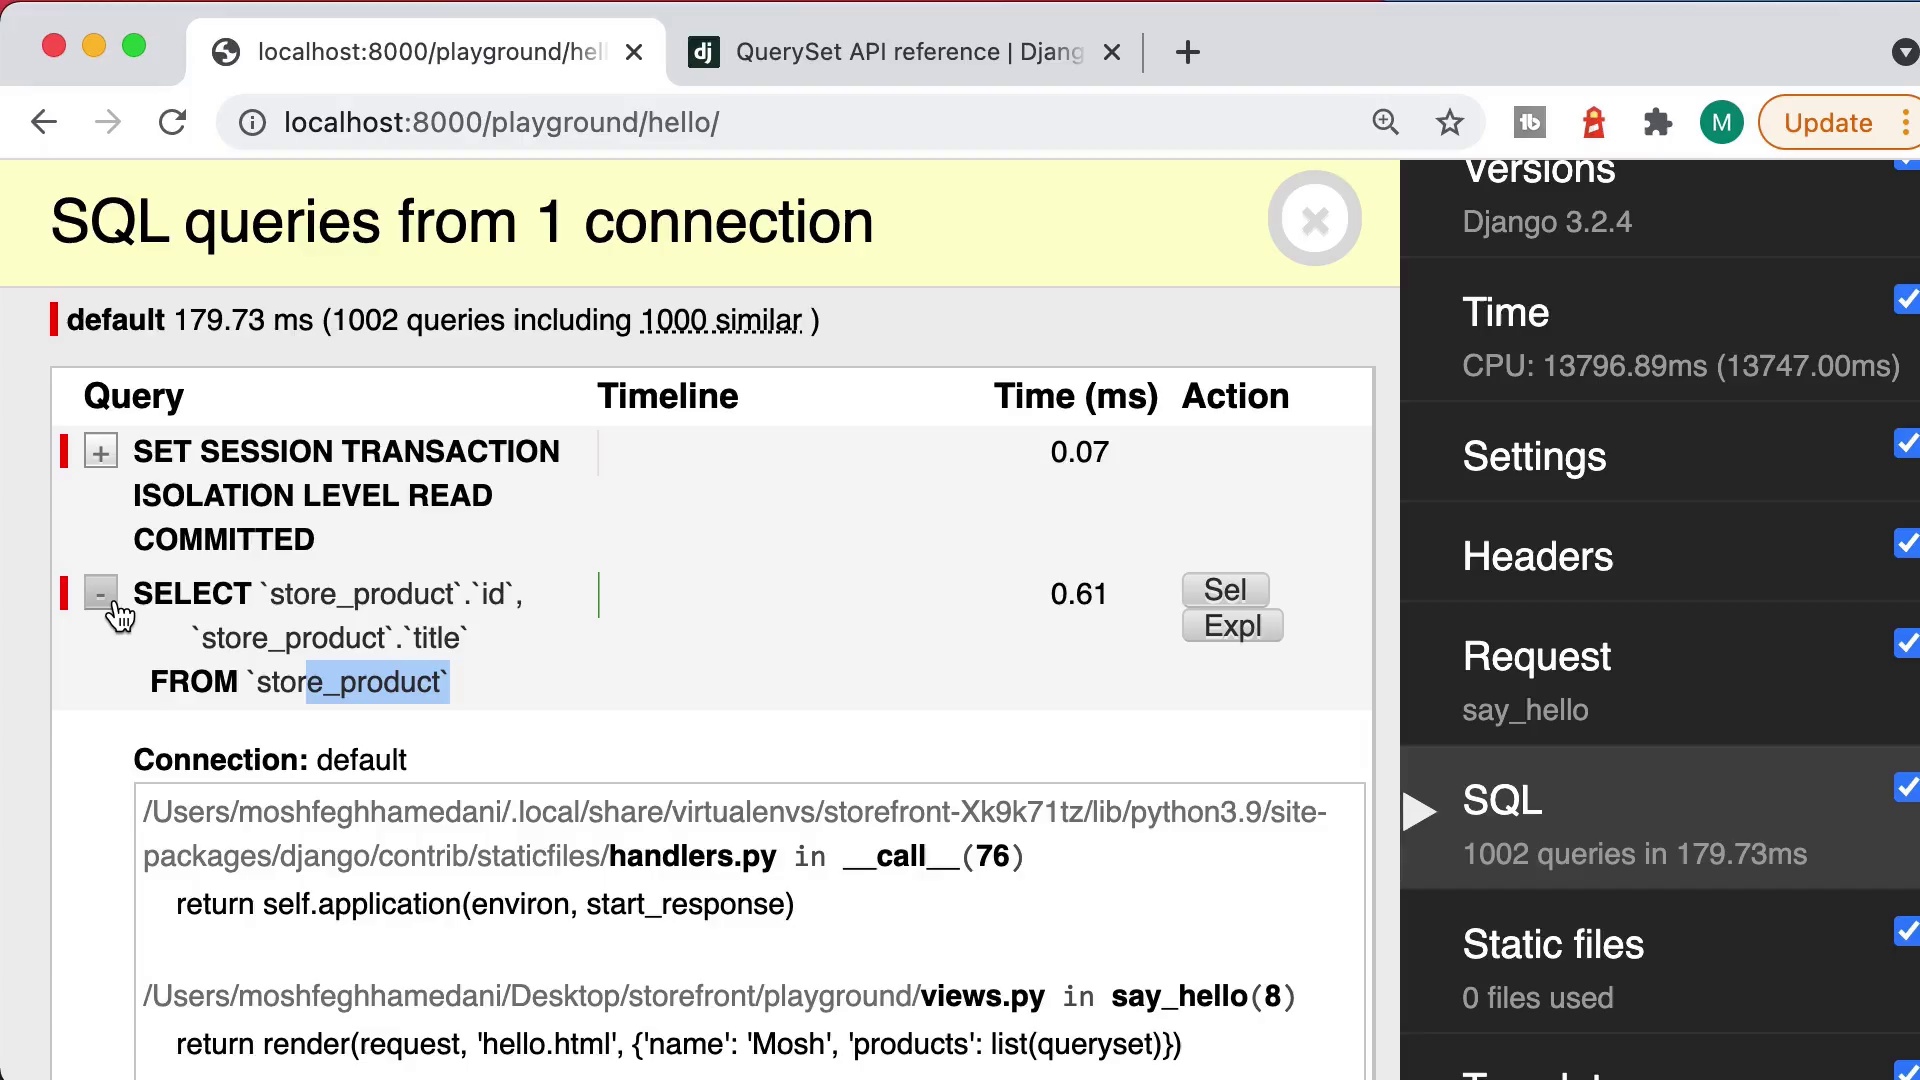 localhost:8000/playground/hell
QuerySet API reference | Djang
localhost:8000/playground/hello/
M
Update
SQL queries from 1 connection
default 179.73 ms (1002 queries including 1000 similar )
Query Timeline Time (ms) Action
+ SET SESSION TRANSACTION 0.07
ISOLATION LEVEL READ
COMMITTED
- SELECT `store_product`.`id`, 0.61 Sel
Expl
`store_product`.`title`
FROM `store_product`
Connection: default
/Users/moshfeghhamedani/.local/share/virtualenvs/storefront-Xk9k71tz/lib/python3.9/site-
packages/django/contrib/staticfiles/handlers.py in __call__(76)
return self.application(environ, start_response)
/Users/moshfeghhamedani/Desktop/storefront/playground/views.py in say_hello(8)
return render(request, 'hello.html', {'name': 'Mosh', 'products': list(queryset)})
Versions
Django 3.2.4
Time
CPU: 13796.89ms (13747.00ms)
Settings
Headers
Request
say_hello
SQL
1002 queries in 179.73ms
Static files
0 files used